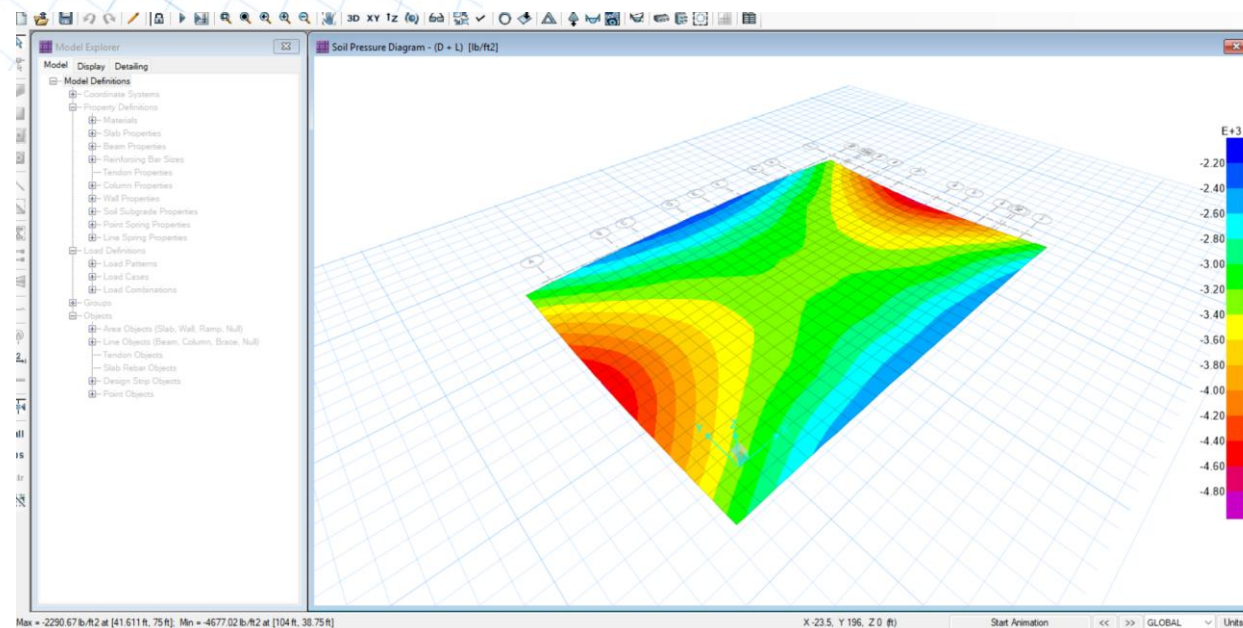 3D XY
Model Explorer
Soil Pressure Diagram - (D + L) [lb/ft2]
Model Display Detailing
Model Definitions
Coordinate Systems
Property Definitions
Materials
Slab Properties
Beam Properties
Reinforcing Bar Sizes
Tendon Properties
Column Properties
Wall Properties
Soil Subgrade Properties
Point Spring Properties
Line Spring Properties
Load Definitions
Load Patterns
Load Cases
Load Combinations
Groups
Objects
Area Objects (Slab, Wall, Ramp, Null)
Line Objects (Beam, Column, Brace, Null)
Tendon Objects
Slab Rebar Objects
Design Strip Objects
Point Objects
E+3
-2.20
-2.40
-2.60
-2.80
-3.00
-3.20
-3.40
-3.60
-3.80
-4.00
-4.20
-4.40
-4.60
-4.80
Max = -2290.67 lb/ft2 at [41.611 ft, 75 ft]; Min = -4677.02 lb/ft2 at [104 ft, 38.75 ft]
X -23.5, Y 196, Z 0 (ft)
Start Animation
<< >>
GLOBAL
Units